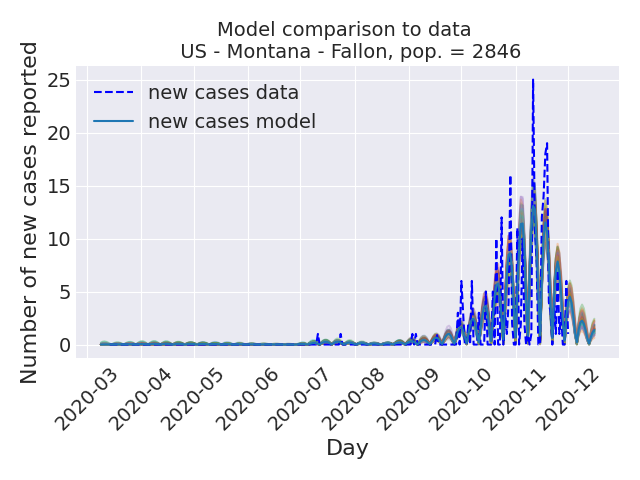 Model comparison to data
US - Montana - Fallon, pop. = 2846
Number of new cases reported
25
20
15
10
5
0
new cases data
new cases model
2020-03
2020-04
2020-05
2020-06
2020-07
2020-08
2020-09
2020-10
2020-11
2020-12
Day